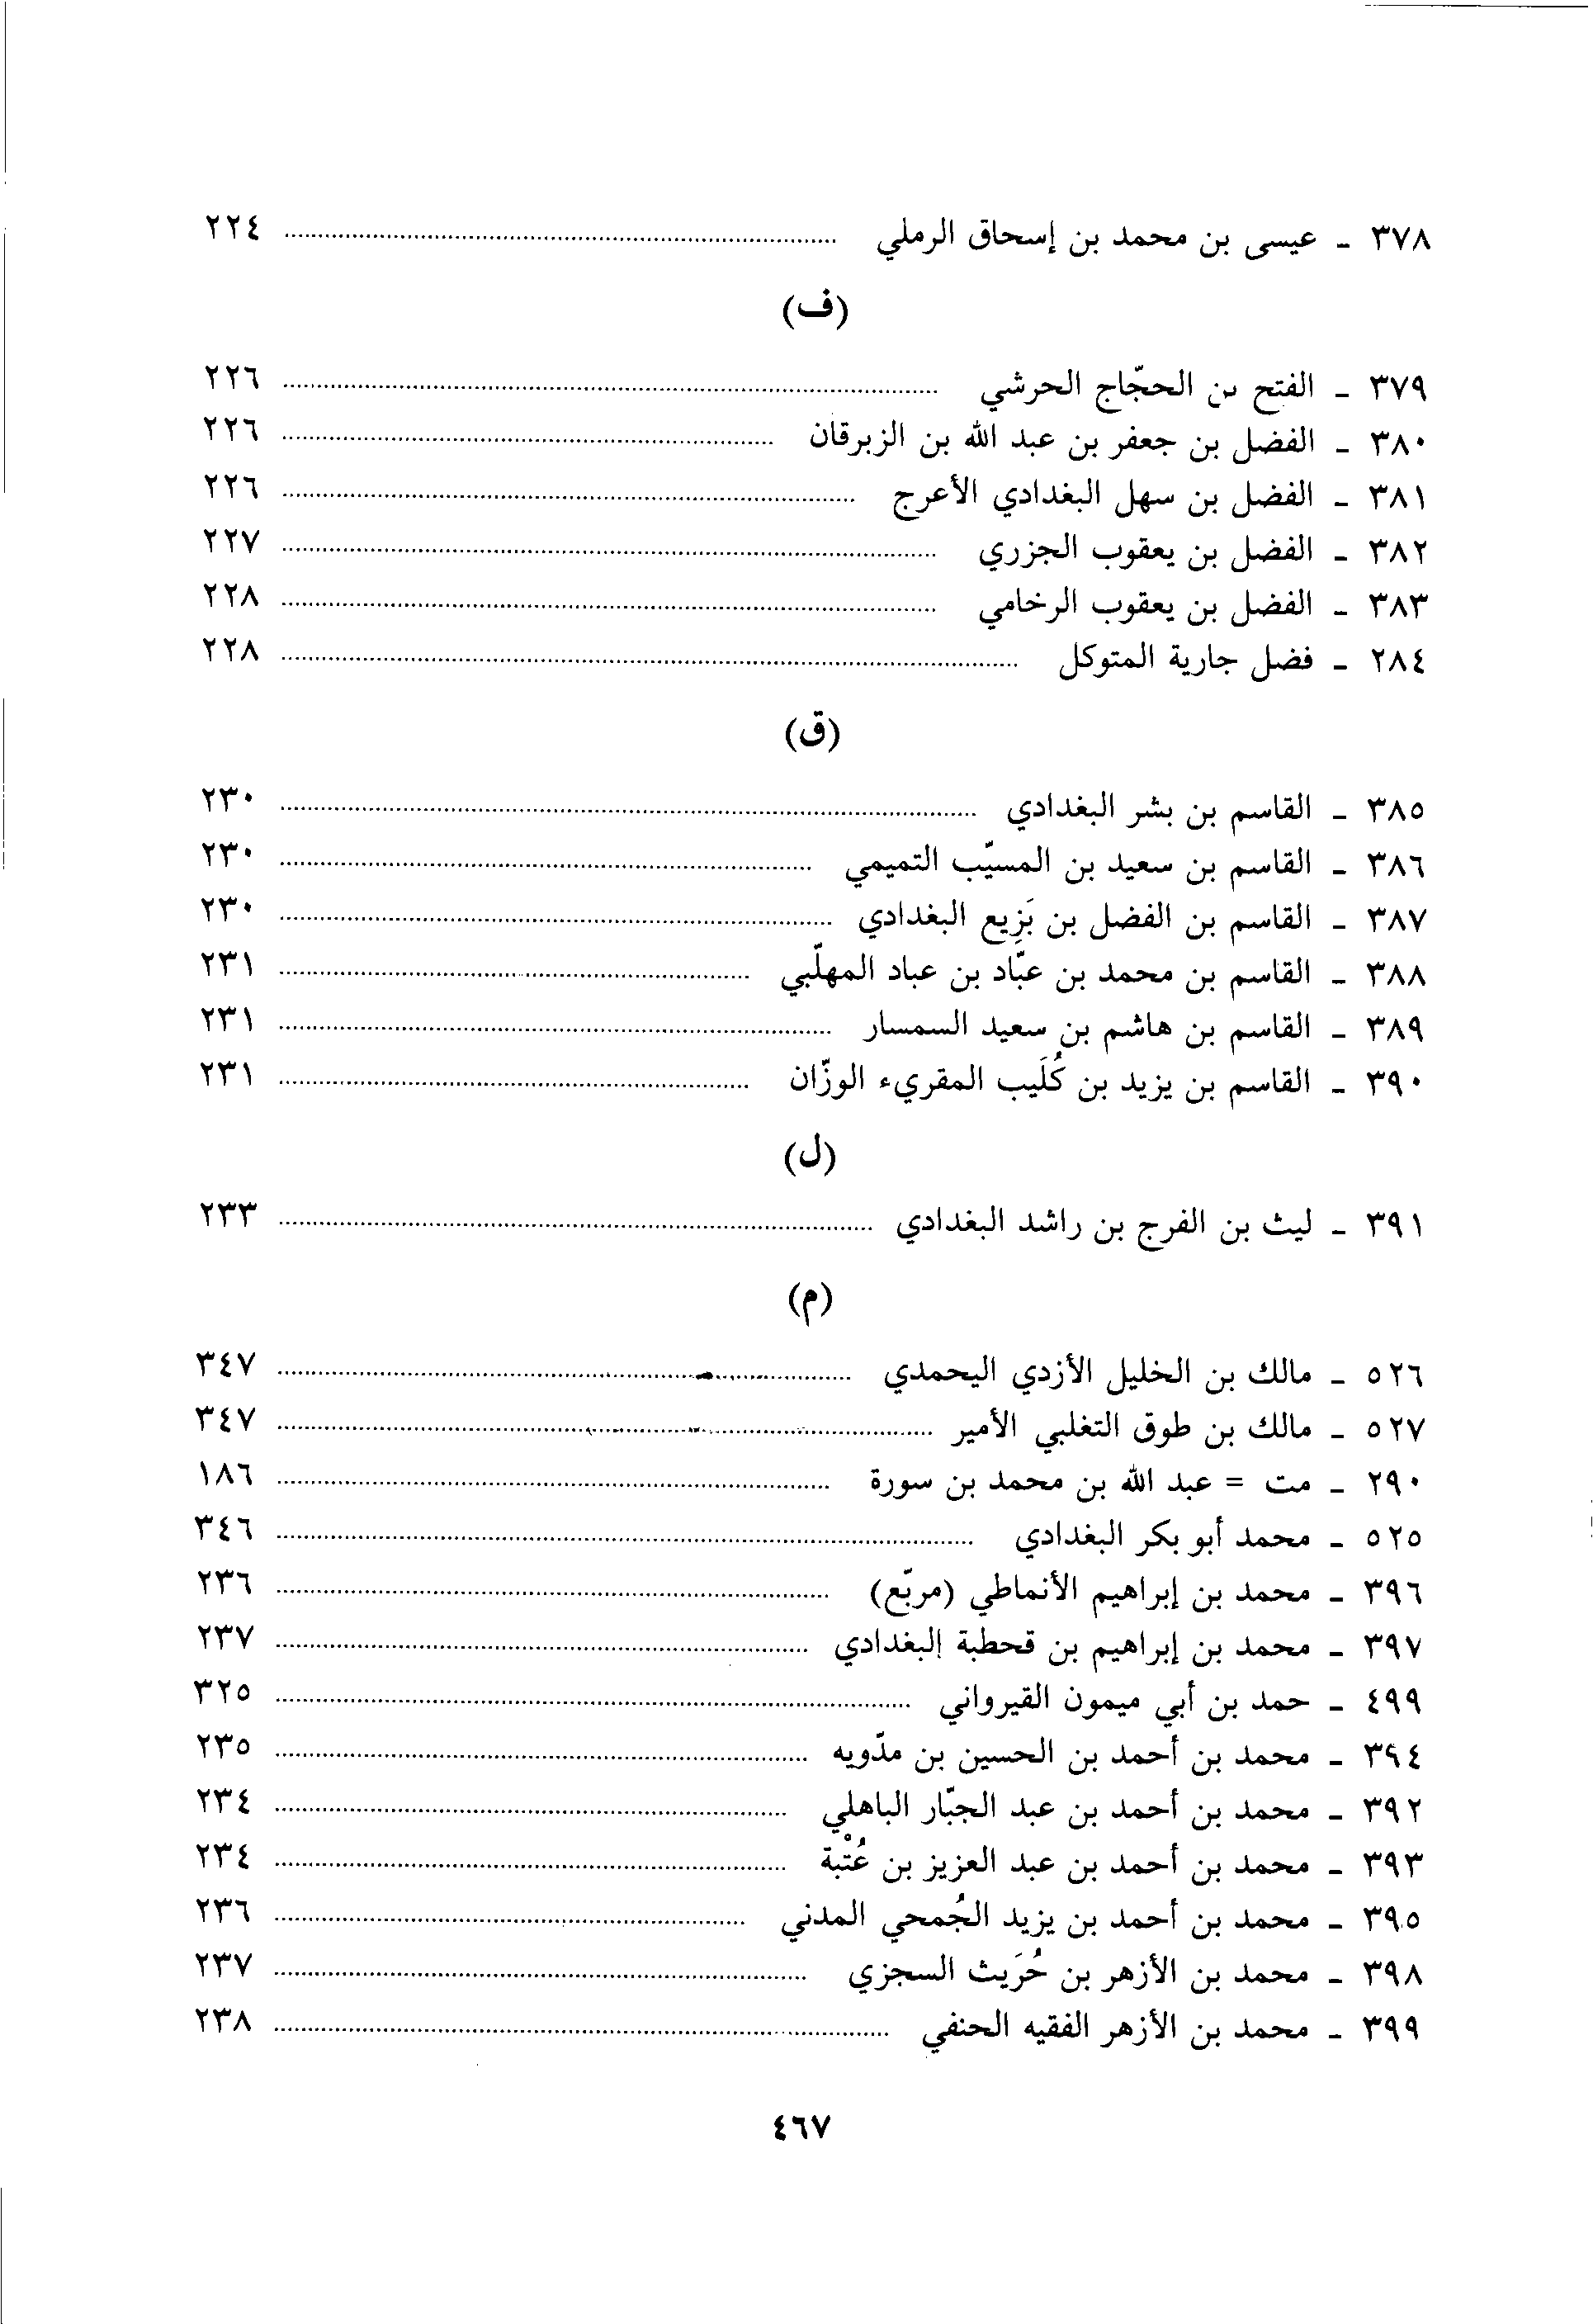 ٣٧٨ - عيسى بن محمد بن إسحاق الرملي ........ ٢٢٤
(ف)
٣٧٩ - الفتح بن الحجّاج الحرشي ........ ٢٢٦
٣٨٠ - الفضل بن جعفر بن عبد الله بن الزبرقان ........ ٢٢٦
٣٨١ - الفضل بن سهل البغدادي الأعرج ........ ٢٢٦
٣٨٢ - الفضل بن يعقوب الجزري ........ ٢٢٧
٣٨٣ - الفضل بن يعقوب الرخامي ........ ٢٢٨
٢٨٤ - فضل جارية المتوكل ........ ٢٢٨
(ق)
٣٨٥ - القاسم بن بشر البغدادي ........ ٢٣٠
٣٨٦ - القاسم بن سعيد بن المسيّب التميمي ........ ٢٣٠
٣٨٧ - القاسم بن الفضل بن بَزِيع البغدادي ........ ٢٣٠
٣٨٨ - القاسم بن محمد بن عبّاد بن عباد المهلّبي ........ ٢٣١
٣٨٩ - القاسم بن هاشم بن سعيد السمسار ........ ٢٣١
٣٩٠ - القاسم بن يزيد بن كُلَيب المقريء الوزّان ........ ٢٣١
(ل)
٣٩١ - ليث بن الفرج بن راشد البغدادي ........ ٢٣٣
(م)
٥٢٦ - مالك بن الخليل الأزدي اليحمدي ........ ٣٤٧
٥٢٧ - مالك بن طوق التغلبي الأمير ........ ٣٤٧
٢٩٠ - مت = عبد الله بن محمد بن سورة ........ ١٨٦
٥٢٥ - محمد أبو بكر البغدادي ........ ٣٤٦
٣٩٦ - محمد بن إبراهيم الأنماطي (مربّع) ........ ٢٣٦
٣٩٧ - محمد بن إبراهيم بن قحطبة إلبغدادي ........ ٢٣٧
٤٩٩ - حمد بن أبي ميمون القيرواني ........ ٣٢٥
٣٩٤ - محمد بن أحمد بن الحسين بن مدّويه ........ ٢٣٥
٣٩٢ - محمد بن أحمد بن عبد الجبّار الباهلي ........ ٢٣٤
٣٩٣ - محمد بن أحمد بن عبد العزيز بن عُتْبة ........ ٢٣٤
٣٩٥ - محمد بن أحمد بن يزيد الجُمحي المدني ........ ٢٣٦
٣٩٨ - محمد بن الأزهر بن حُرَيث السجزي ........ ٢٣٧
٣٩٩ - محمد بن الأزهر الفقيه الحنفي ........ ٢٣٨
٤٦٧